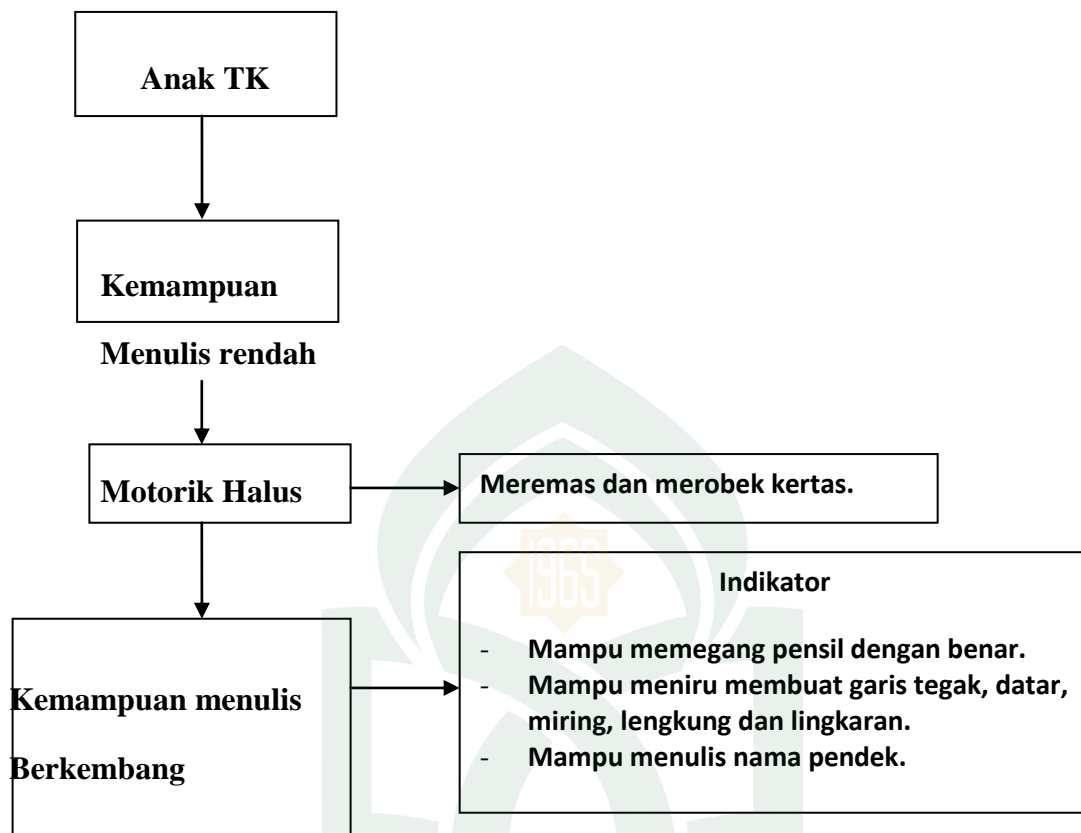 Anak TK
Kemampuan
Menulis rendah
Motorik Halus
Meremas dan merobek kertas.
Kemampuan menulis
Berkembang
Indikator
- Mampu memegang pensil dengan benar.
- Mampu meniru membuat garis tegak, datar,
miring, lengkung dan lingkaran.
- Mampu menulis nama pendek.
1965